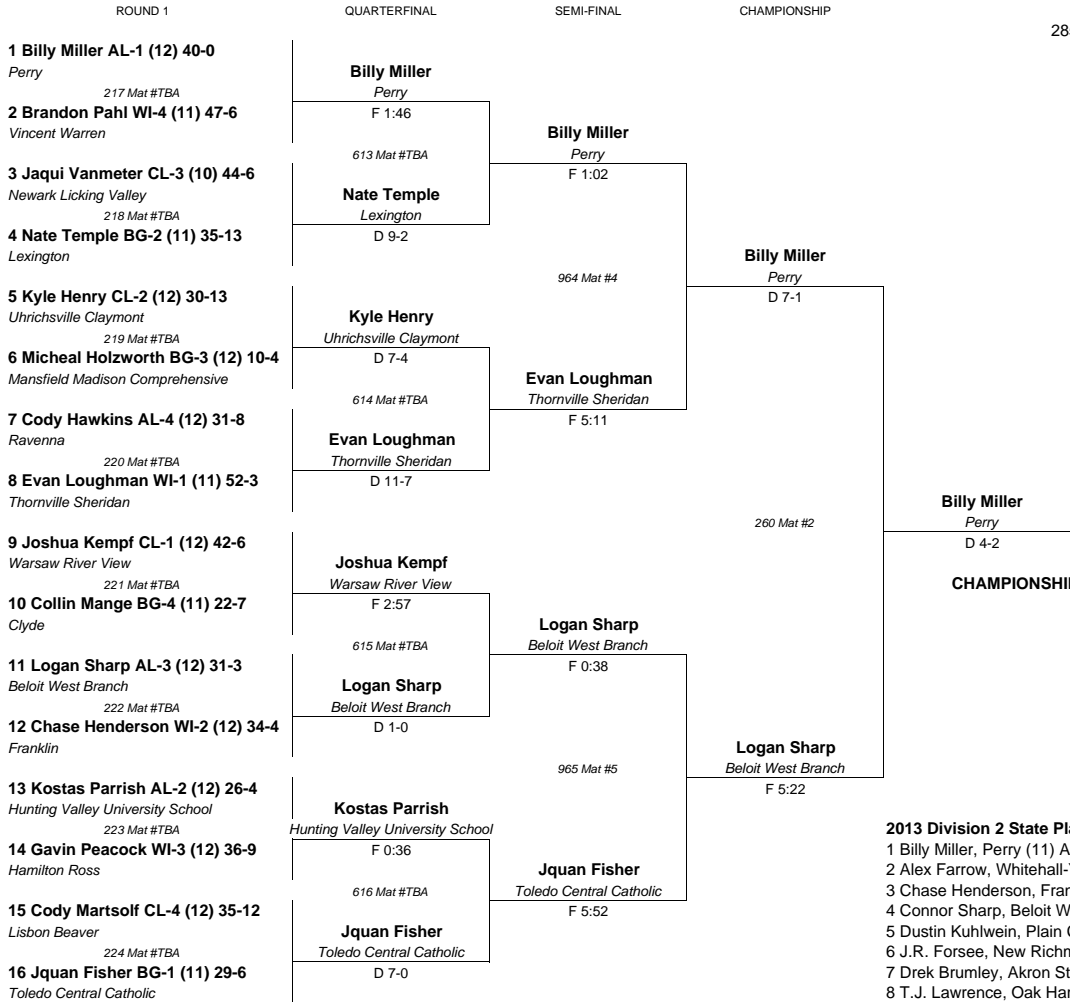 ROUND 1
QUARTERFINAL
SEMI-FINAL
CHAMPIONSHIP
28
1 Billy Miller AL-1 (12) 40-0
Perry
217 Mat #TBA
2 Brandon Pahl WI-4 (11) 47-6
Vincent Warren
3 Jaqui Vanmeter CL-3 (10) 44-6
Newark Licking Valley
218 Mat #TBA
4 Nate Temple BG-2 (11) 35-13
Lexington
5 Kyle Henry CL-2 (12) 30-13
Uhrichsville Claymont
219 Mat #TBA
6 Micheal Holzworth BG-3 (12) 10-4
Mansfield Madison Comprehensive
7 Cody Hawkins AL-4 (12) 31-8
Ravenna
220 Mat #TBA
8 Evan Loughman WI-1 (11) 52-3
Thornville Sheridan
9 Joshua Kempf CL-1 (12) 42-6
Warsaw River View
221 Mat #TBA
10 Collin Mange BG-4 (11) 22-7
Clyde
11 Logan Sharp AL-3 (12) 31-3
Beloit West Branch
222 Mat #TBA
12 Chase Henderson WI-2 (12) 34-4
Franklin
13 Kostas Parrish AL-2 (12) 26-4
Hunting Valley University School
223 Mat #TBA
14 Gavin Peacock WI-3 (12) 36-9
Hamilton Ross
15 Cody Martsolf CL-4 (12) 35-12
Lisbon Beaver
224 Mat #TBA
16 Jquan Fisher BG-1 (11) 29-6
Toledo Central Catholic
Billy Miller
Perry
F 1:46
613 Mat #TBA
Nate Temple
Lexington
D 9-2
Kyle Henry
Uhrichsville Claymont
D 7-4
614 Mat #TBA
Evan Loughman
Thornville Sheridan
D 11-7
Joshua Kempf
Warsaw River View
F 2:57
615 Mat #TBA
Logan Sharp
Beloit West Branch
D 1-0
Kostas Parrish
Hunting Valley University School
F 0:36
616 Mat #TBA
Jquan Fisher
Toledo Central Catholic
D 7-0
Billy Miller
Perry
F 1:02
964 Mat #4
Evan Loughman
Thornville Sheridan
F 5:11
Logan Sharp
Beloit West Branch
F 0:38
965 Mat #5
Jquan Fisher
Toledo Central Catholic
F 5:52
Billy Miller
Perry
D 7-1
260 Mat #2
Logan Sharp
Beloit West Branch
F 5:22
Billy Miller
Perry
D 4-2
CHAMPIONSHI
2013 Division 2 State Pl
1 Billy Miller, Perry (11) A
2 Alex Farrow, Whitehall-
3 Chase Henderson, Fran
4 Connor Sharp, Beloit W
5 Dustin Kuhlwein, Plain
6 J.R. Forsee, New Richm
7 Drek Brumley, Akron St
8 T.J. Lawrence, Oak Har